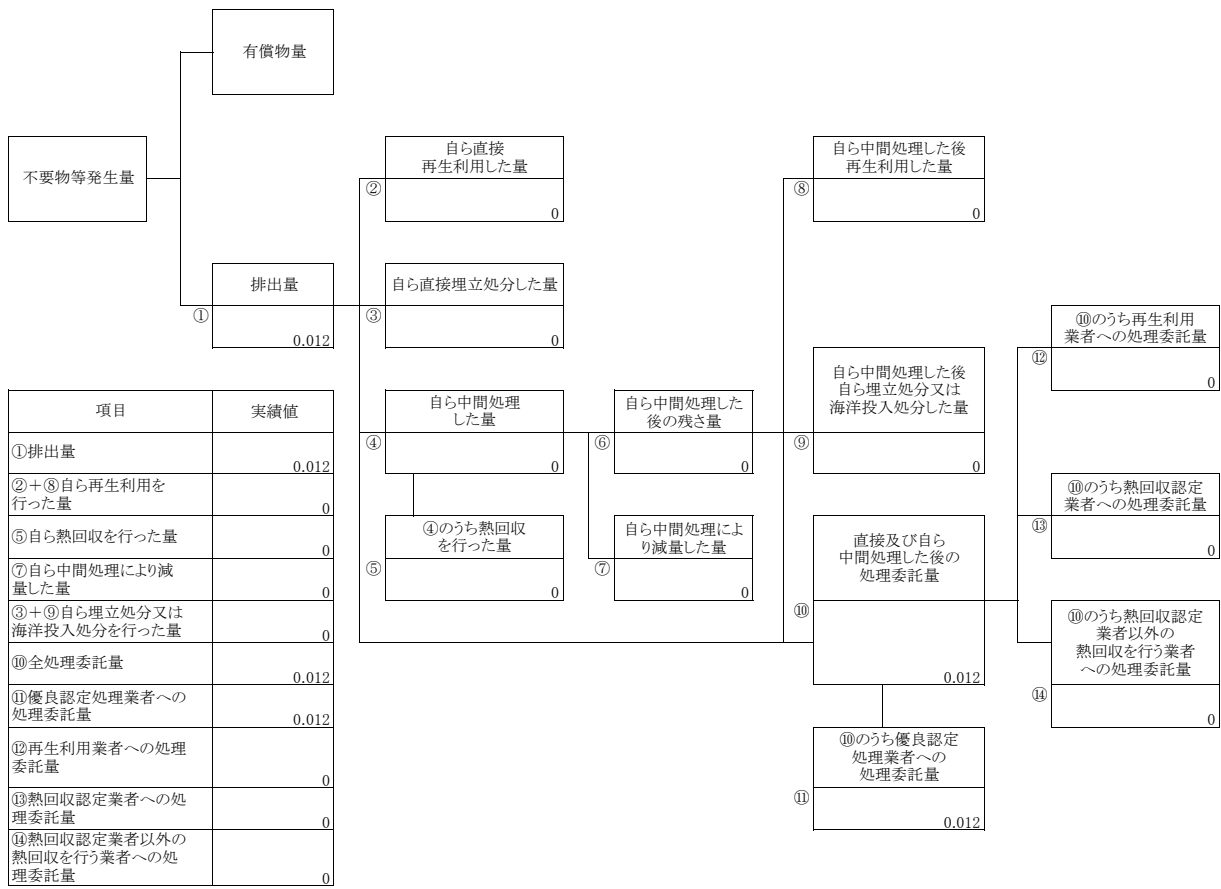 有償物量
不要物等発生量
自ら直接
再生利用した量
②
0
自ら中間処理した後
再生利用した量
⑧
0
排出量
①
0.012
自ら直接埋立処分した量
③
0
⑩のうち再生利用
業者への処理委託量
⑫
0
自ら中間処理
した量
④
0
自ら中間処理した
後の残さ量
⑥
0
自ら中間処理した後
自ら埋立処分又は
海洋投入処分した量
⑨
0
④のうち熱回収
を行った量
⑤
0
自ら中間処理によ
り減量した量
⑦
0
直接及び自ら
中間処理した後の
処理委託量
⑩
0.012
⑩のうち熱回収認定
業者への処理委託量
⑬
0
⑩のうち熱回収認定
業者以外の
熱回収を行う業者
への処理委託量
⑭
0
⑩のうち優良認定
処理業者への
処理委託量
⑪
0.012
項目 実績値
①排出量
0.012
②+⑧自ら再生利用を
行った量
0
⑤自ら熱回収を行った量
0
⑦自ら中間処理により減
量した量
0
③+⑨自ら埋立処分又は
海洋投入処分を行った量
0
⑩全処理委託量
0.012
⑪優良認定処理業者への
処理委託量
0.012
⑫再生利用業者への処理
委託量
0
⑬熱回収認定業者への処
理委託量
0
⑭熱回収認定業者以外の
熱回収を行う業者への処
理委託量
0